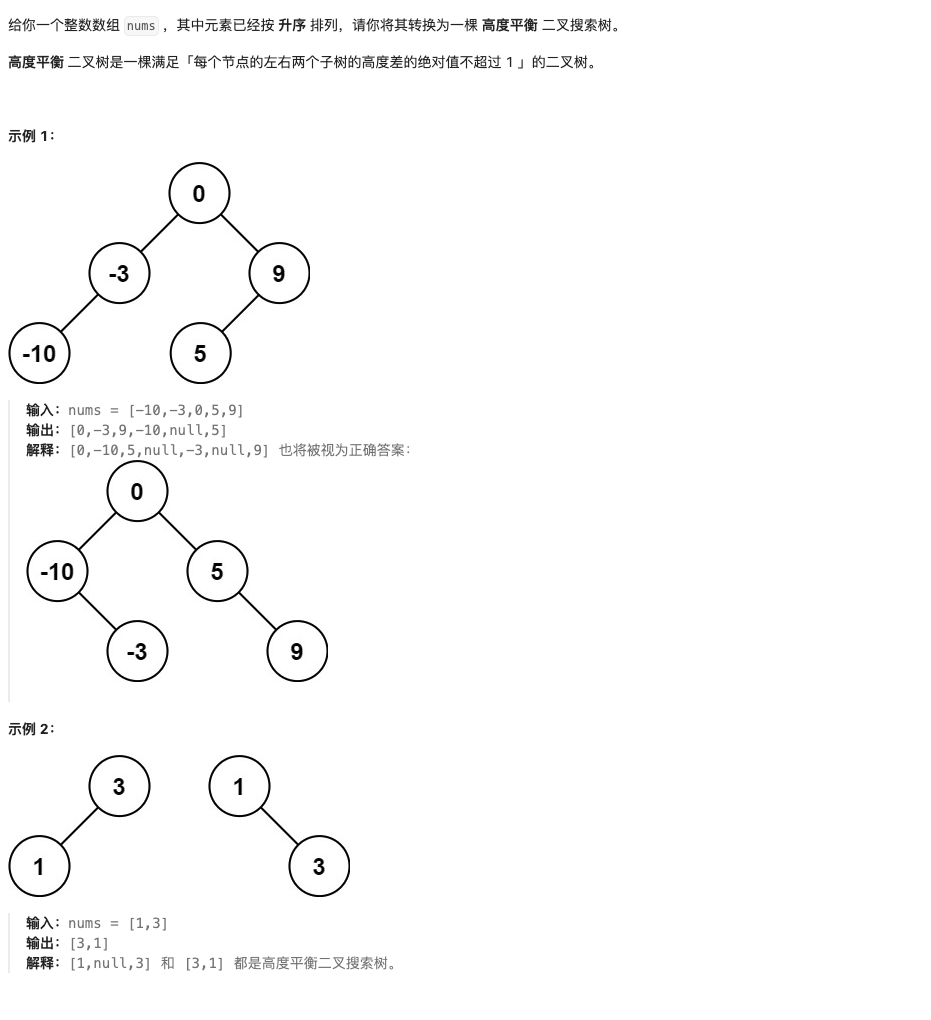 给你一个整数数组 nums ，其中元素已经按 升序 排列，请你将其转换为一棵 高度平衡 二叉搜索树。
高度平衡 二叉树是一棵满足「每个节点的左右两个子树的高度差的绝对值不超过 1 」的二叉树。
示例 1：
0
-3 9
-10 5
输入：nums = [-10,-3,0,5,9]
输出：[0,-3,9,-10,null,5]
解释：[0,-10,5,null,-3,null,9] 也将被视为正确答案：
0
-10 5
-3 9
示例 2：
3 1
1 3
输入：nums = [1,3]
输出：[3,1]
解释：[1,null,3] 和 [3,1] 都是高度平衡二叉搜索树。